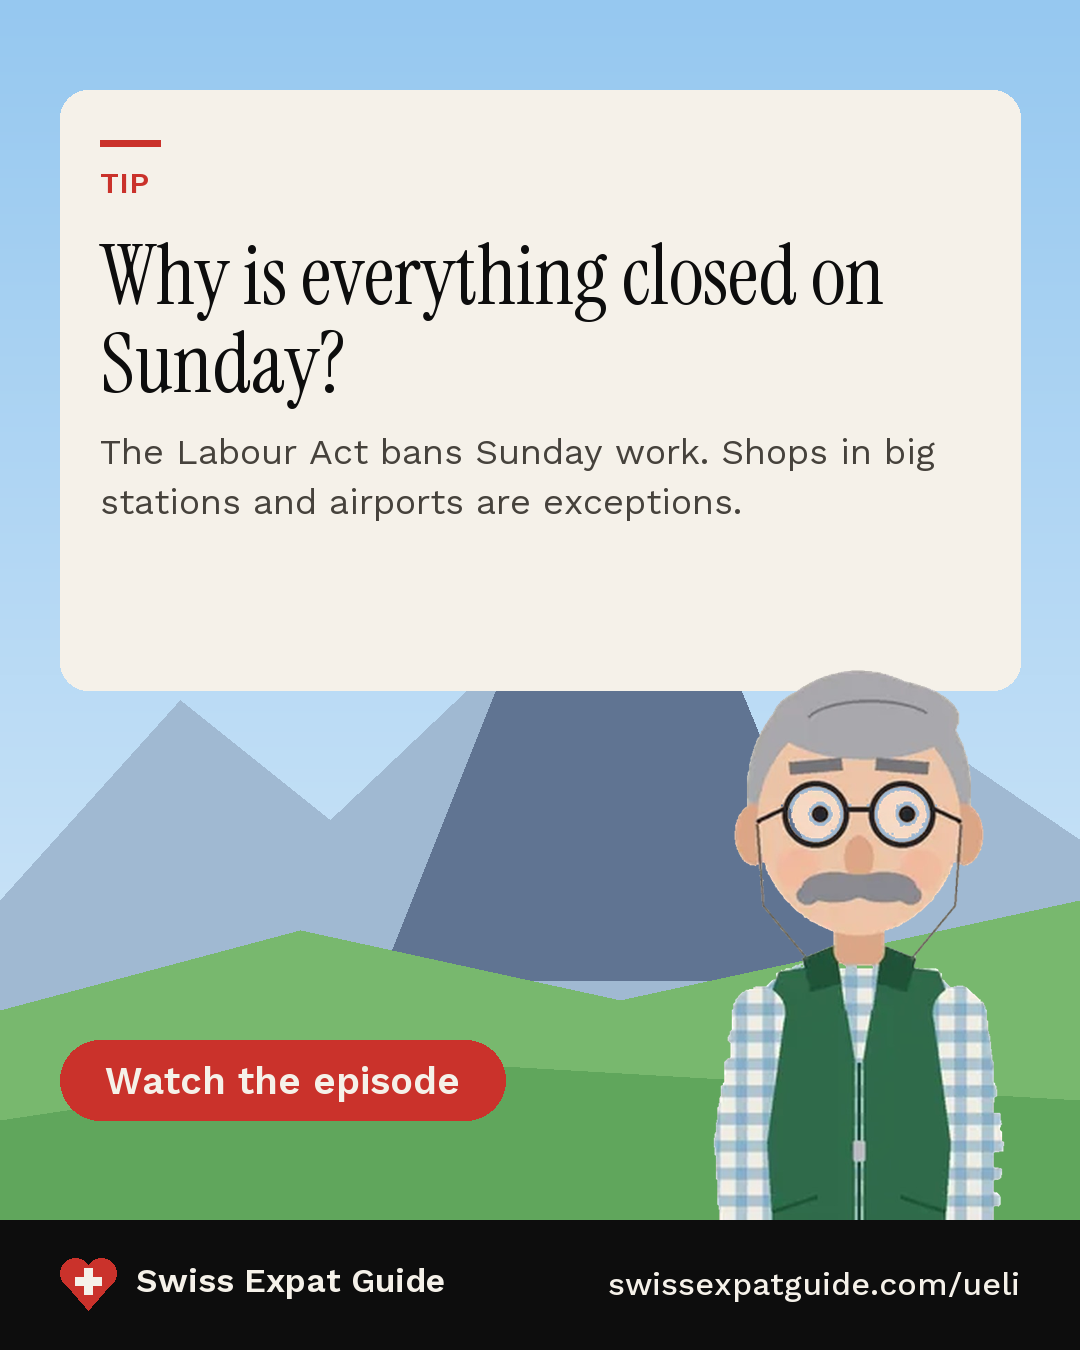 TIP
Why is everything closed on
Sunday?
The Labour Act bans Sunday work. Shops in big
stations and airports are exceptions.
Watch the episode
Swiss Expat Guide
swissexpatguide.com/ueli